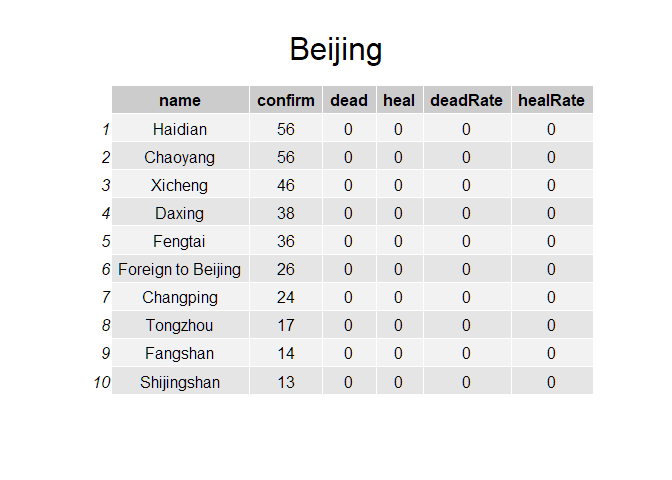 Beijing
name confirm dead heal deadRate healRate
1 Haidian 56 0 0 0 0
2 Chaoyang 56 0 0 0 0
3 Xicheng 46 0 0 0 0
4 Daxing 38 0 0 0 0
5 Fengtai 36 0 0 0 0
6 Foreign to Beijing 26 0 0 0 0
7 Changping 24 0 0 0 0
8 Tongzhou 17 0 0 0 0
9 Fangshan 14 0 0 0 0
10 Shijingshan 13 0 0 0 0